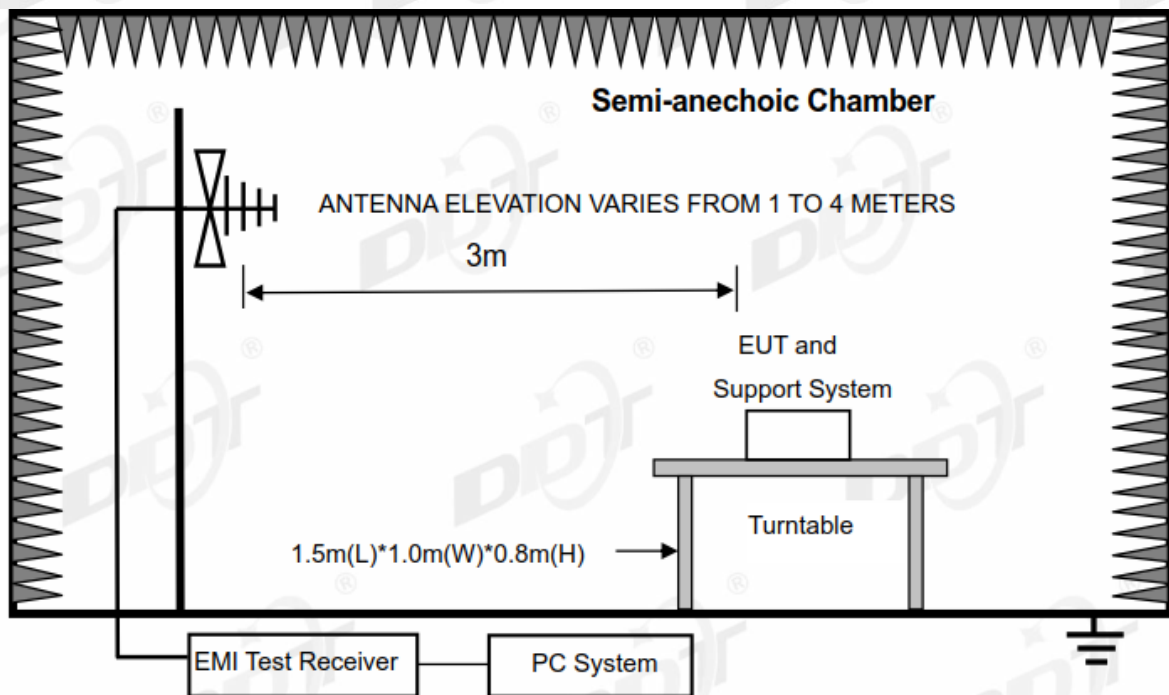 Semi-anechoic Chamber
ANTENNA ELEVATION VARIES FROM 1 TO 4 METERS
3m
EUT and
Support System
Turntable
1.5m(L)*1.0m(W)*0.8m(H)
EMI Test Receiver
PC System